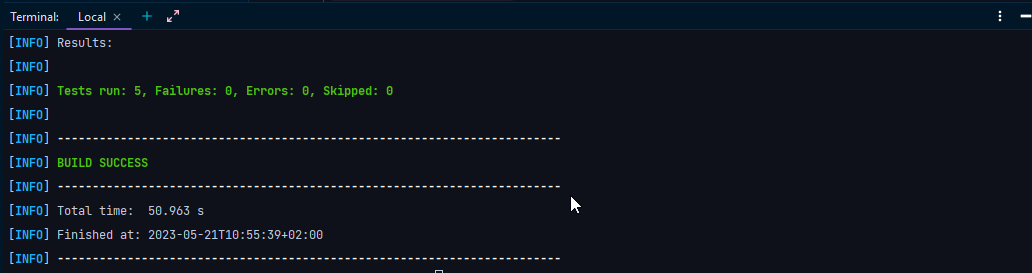 Terminal: Local × +
[INFO] Results:
[INFO]
[INFO] Tests run: 5, Failures: 0, Errors: 0, Skipped: 0
[INFO]
[INFO] ------------------------------------------------------------------------
[INFO] BUILD SUCCESS
[INFO] ------------------------------------------------------------------------
[INFO] Total time:  50.963 s
[INFO] Finished at: 2023-05-21T10:55:39+02:00
[INFO] ------------------------------------------------------------------------